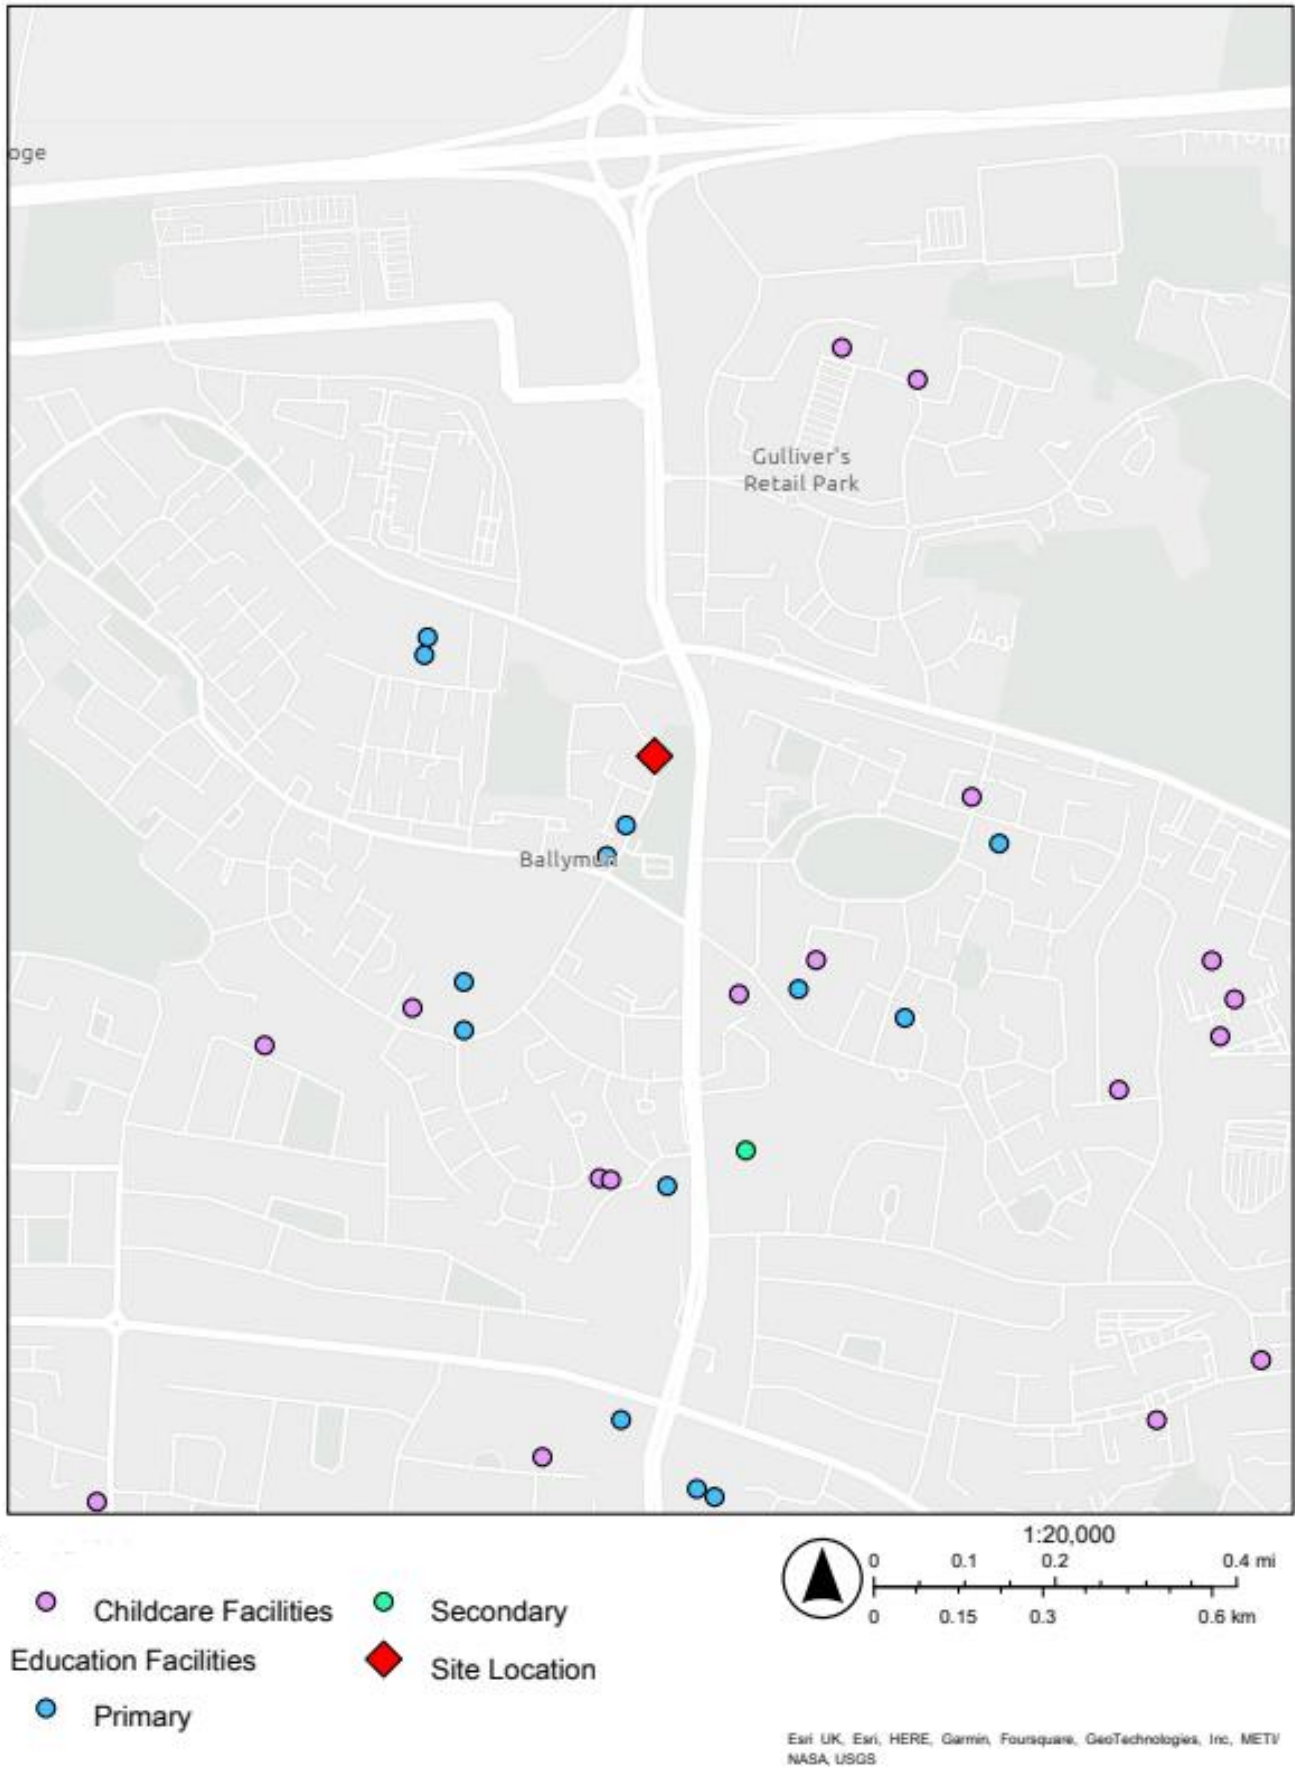 oge
Gulliver's
Retail Park
Ballymun
1:20,000
0 0.1 0.2 0.4 mi
0 0.15 0.3 0.6 km
Childcare Facilities
Secondary
Education Facilities
Site Location
Primary
Esri UK, Esri, HERE, Garmin, Foursquare, GeoTechnologies, Inc, METI/
NASA, USGS